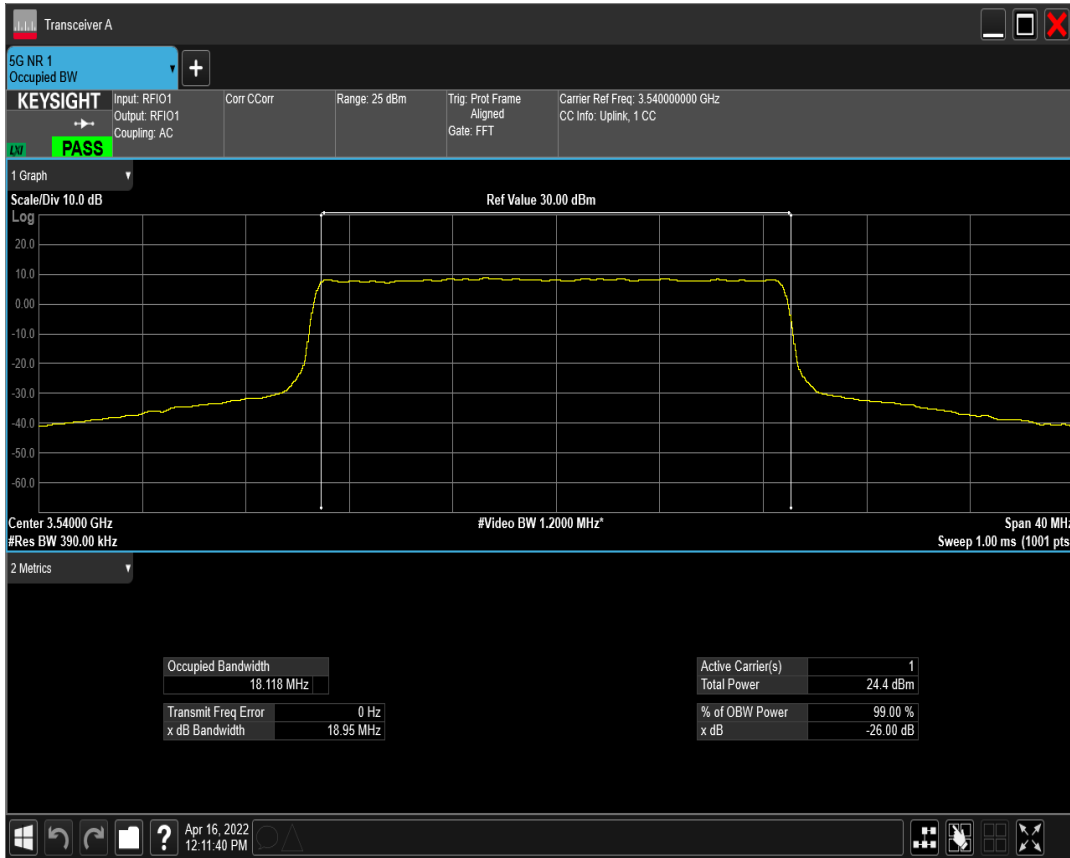 Transceiver A
5G NR 1
Occupied BW
KEYSIGHT
LXI
PASS
Input: RFIO1
Output: RFIO1
Coupling: AC
Corr CCorr
Range: 25 dBm
Trig: Prot Frame
Aligned
Gate: FFT
Carrier Ref Freq: 3.540000000 GHz
CC Info: Uplink, 1 CC
1 Graph
Scale/Div 10.0 dB
Ref Value 30.00 dBm
Log
20.0
10.0
0.00
-10.0
-20.0
-30.0
-40.0
-50.0
-60.0
Center 3.54000 GHz
#Video BW 1.2000 MHz*
Span 40 MHz
#Res BW 390.00 kHz
Sweep 1.00 ms (1001 pts
2 Metrics
Occupied Bandwidth
18.118 MHz
Transmit Freq Error 0 Hz
x dB Bandwidth 18.95 MHz
Active Carrier(s) 1
Total Power 24.4 dBm
% of OBW Power 99.00 %
x dB -26.00 dB
?
Apr 16, 2022
12:11:40 PM